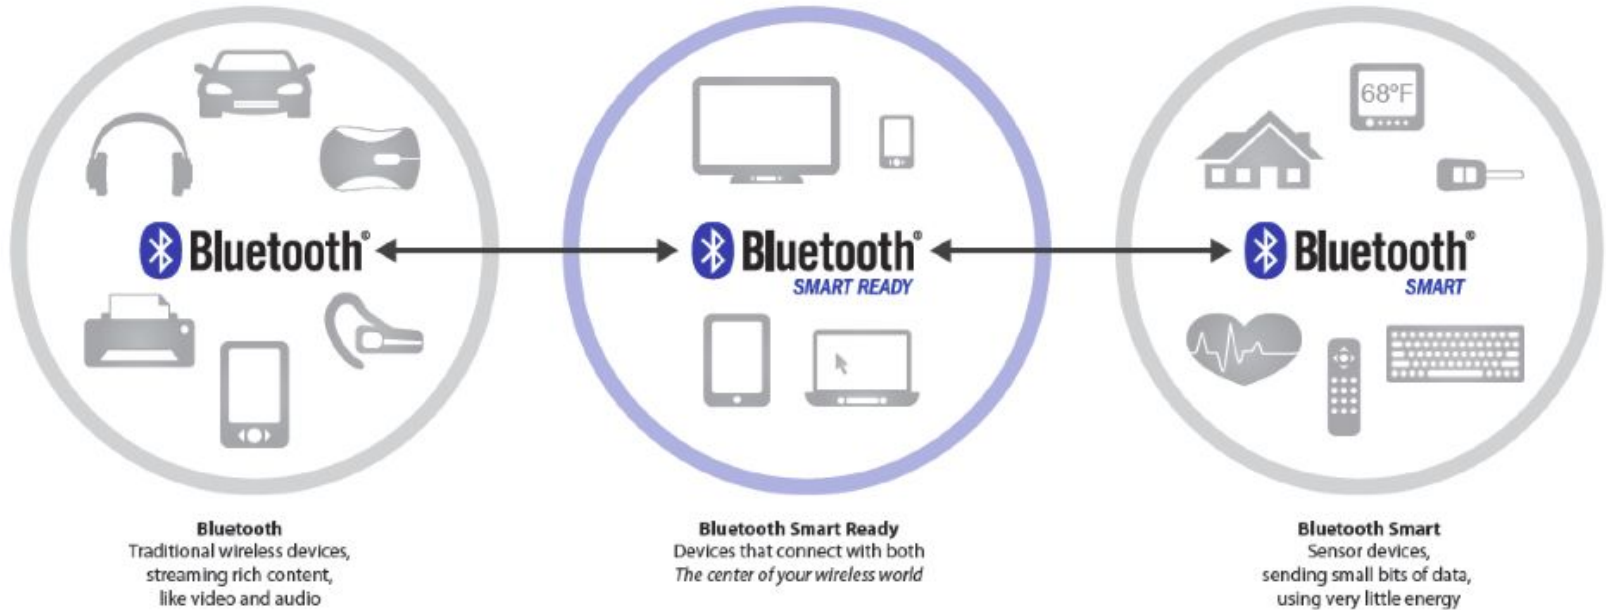 68°F
Bluetooth®
Bluetooth®
SMART READY
Bluetooth®
SMART
Bluetooth
Traditional wireless devices,
streaming rich content,
like video and audio
Bluetooth Smart Ready
Devices that connect with both
The center of your wireless world
Bluetooth Smart
Sensor devices,
sending small bits of data,
using very little energy